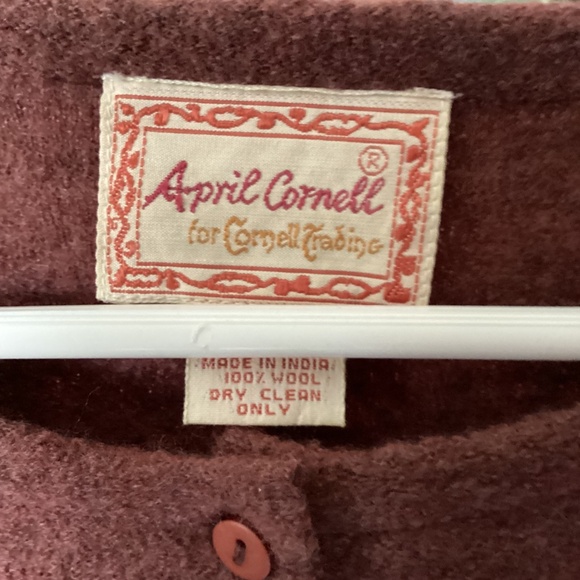 ®
April Cornell
for Cornell Trading
MADE IN INDIA
100% WOOL
DRY CLEAN
ONLY